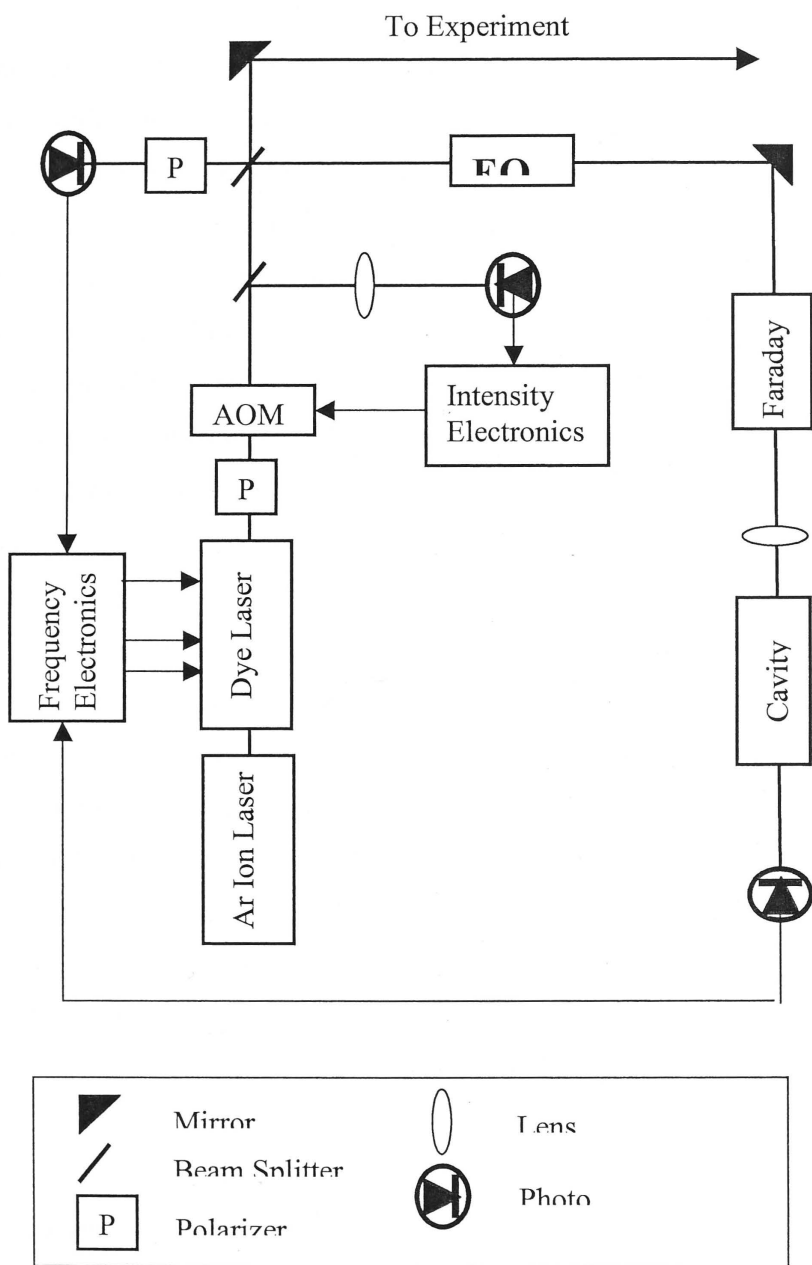 To Experiment
P
EO
Intensity
Electronics
AOM
P
Faraday
Frequency
Electronics
Dye Laser
Cavity
Ar Ion Laser
Mirror
Lens
Beam Splitter
P
Photo
Polarizer